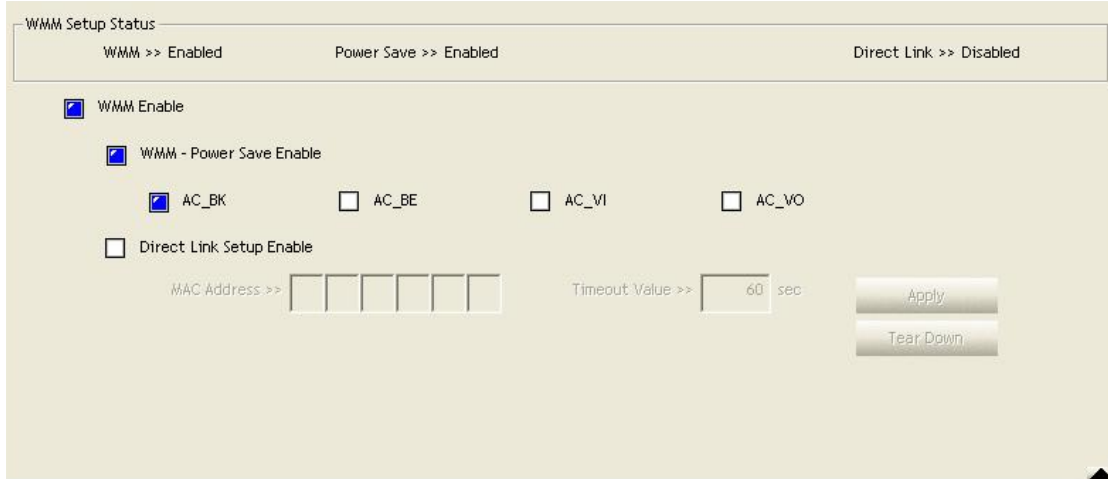 WMM Setup Status
WMM >> Enabled Power Save >> Enabled Direct Link >> Disabled
WMM Enable
WMM - Power Save Enable
AC_BK AC_BE AC_VI AC_VO
Direct Link Setup Enable
MAC Address >> Timeout Value >> 60 sec Apply
Tear Down